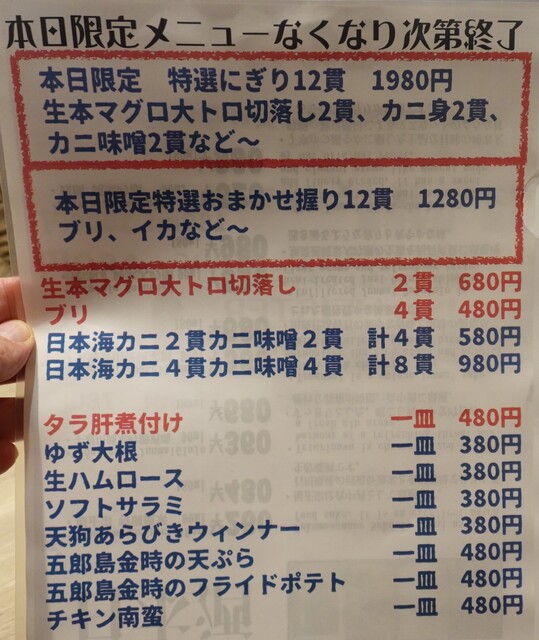 本日限定メニューなくなり次第終了
本日限定 特選にぎり12貫 1980円
生本マグロ大トロ切落し2貫、カニ身2貫、
カニ味噌2貫など～
本日限定特選おまかせ握り12貫 1280円
ブリ、イカなど～
生本マグロ大トロ切落し 2貫 680円
ブリ 4貫 480円
日本海カニ2貫カニ味噌2貫 計4貫 580円
日本海カニ4貫カニ味噌4貫 計8貫 980円
タラ肝煮付け 一皿 480円
ゆず大根 一皿 380円
生ハムロース 一皿 380円
ソフトサラミ 一皿 380円
天狗あらびきウィンナー 一皿 380円
五郎島金時の天ぷら 一皿 480円
五郎島金時のフライドポテト 一皿 480円
チキン南蛮 一皿 480円